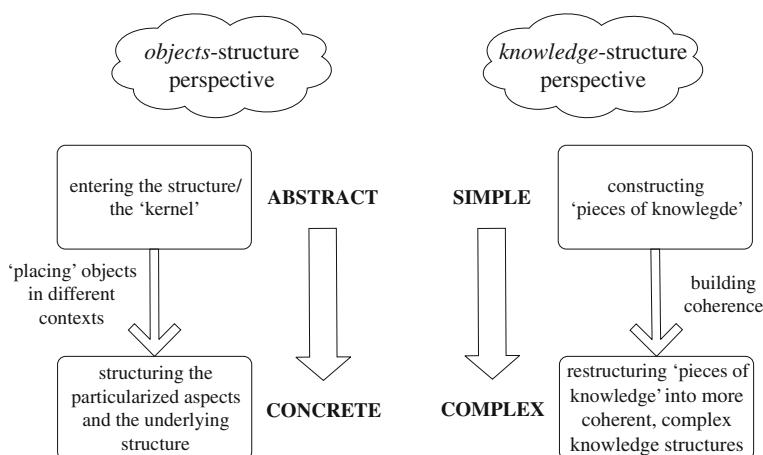 objects-structure
perspective
knowledge-structure
perspective
entering the structure/
the ‘kernel’
ABSTRACT
SIMPLE
constructing
‘pieces of knowlegde’
‘placing’ objects
in different
contexts
building
coherence
structuring the
particularized aspects
and the underlying
structure
CONCRETE
COMPLEX
restructuring ‘pieces of
knowledge’ into more
coherent, complex
knowledge structures